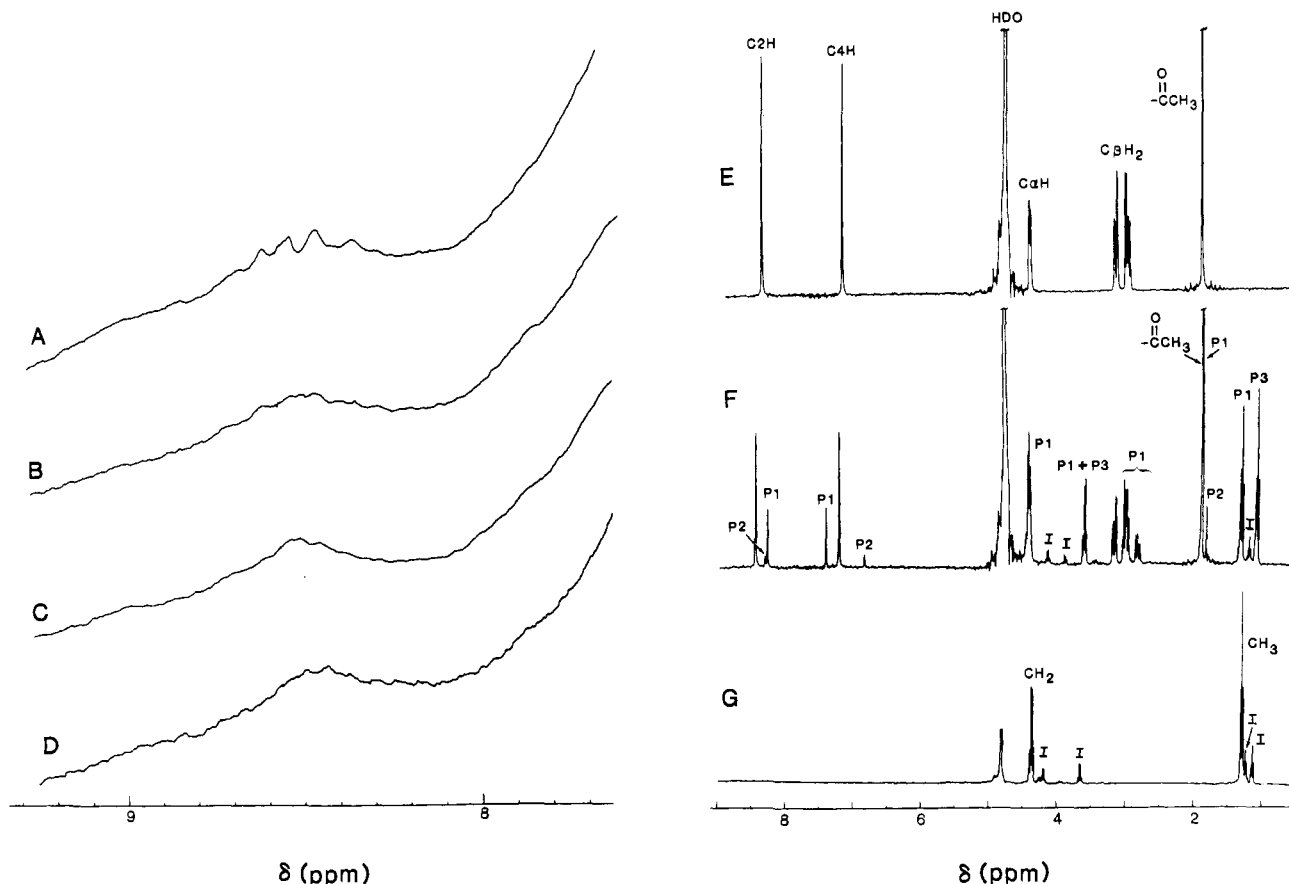 A
B
C
D
9
8
δ (ppm)
HDO
C2H
C4H
O
-CCH3
CβH2
CαH
E
O
-CCH3
P1
P3
P1
P1
P1 + P3
P1
P2
P1
P1
P2
I
I
P2
I
F
CH3
CH2
I
I
I
I
G
8
6
4
2
δ (ppm)